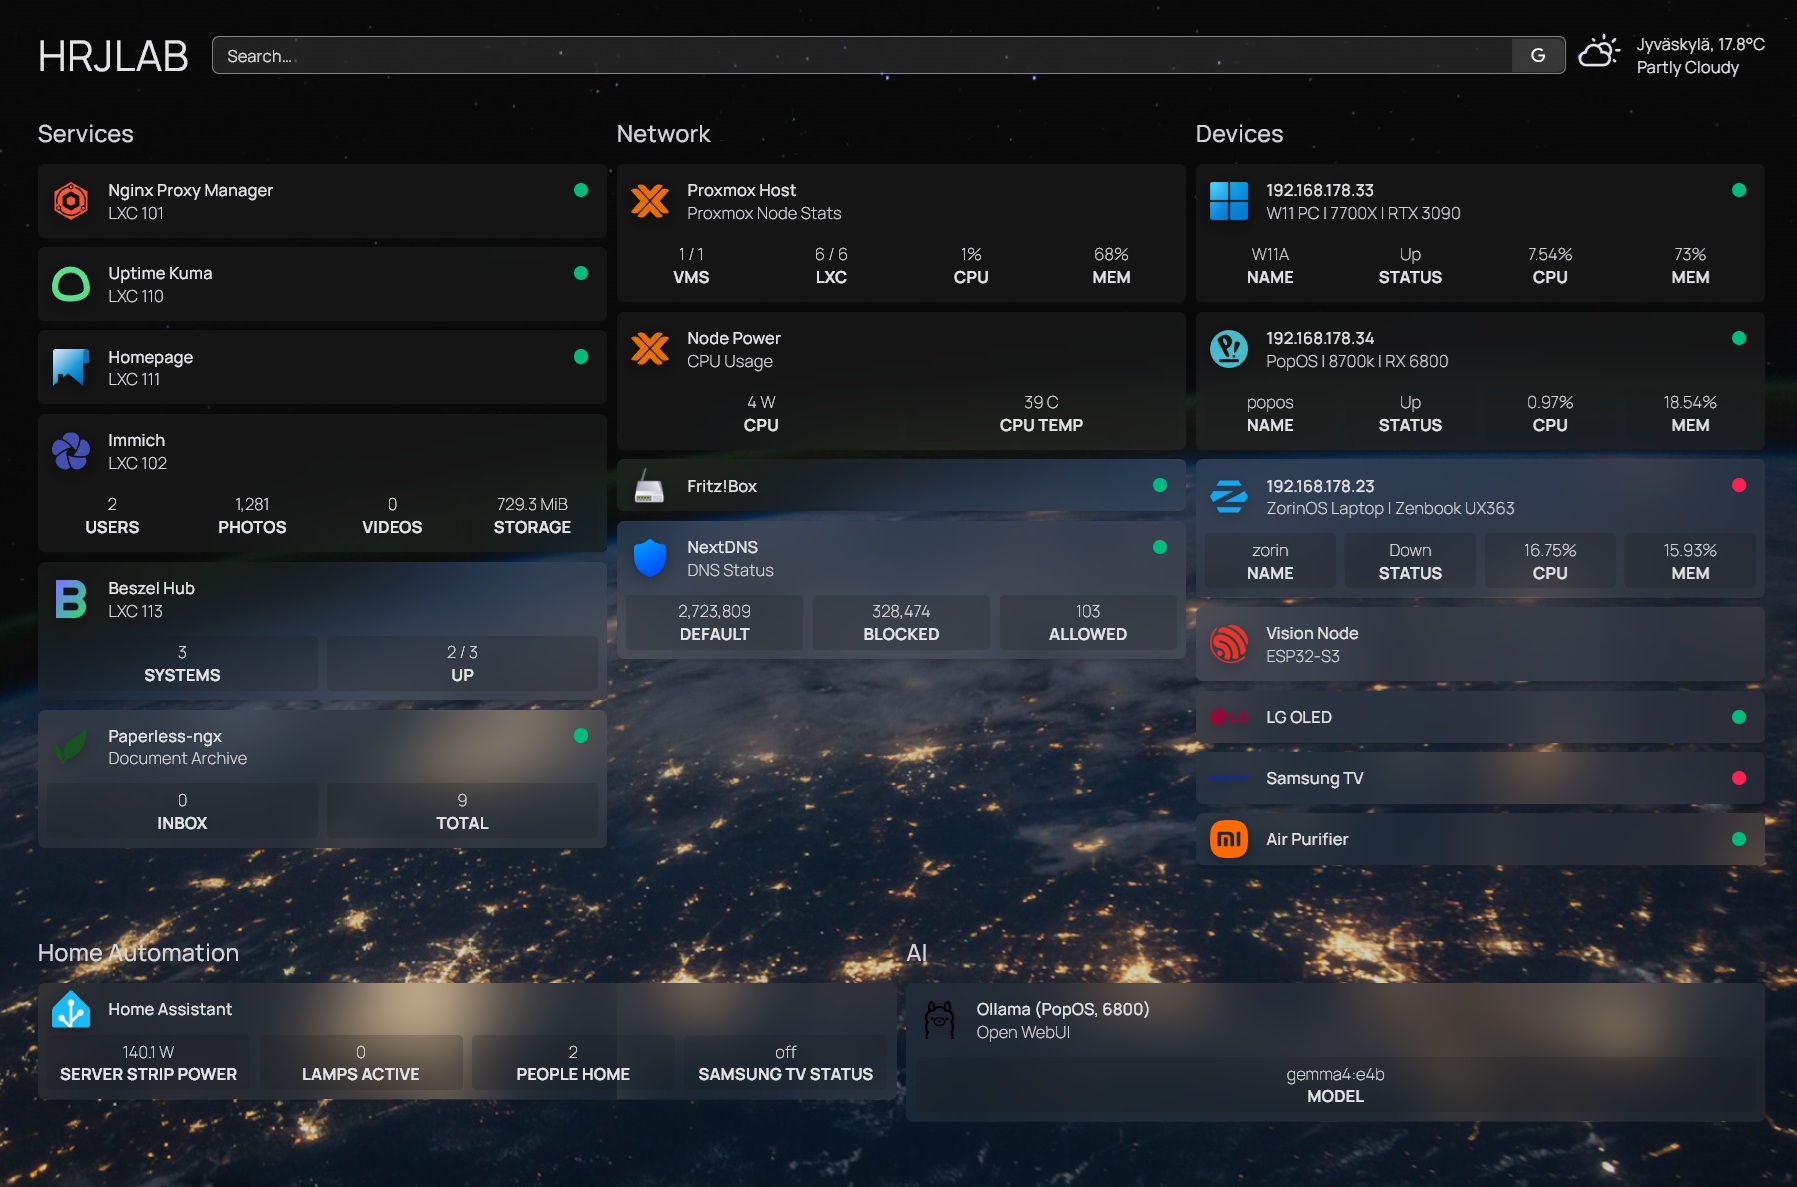 HRJLAB
Search...
G
Jyväskylä, 17.8°C
Partly Cloudy
Services
Nginx Proxy Manager
LXC 101
Uptime Kuma
LXC 110
Homepage
LXC 111
Immich
LXC 102
2 1,281 0 729.3 MiB
USERS PHOTOS VIDEOS STORAGE
Beszel Hub
LXC 113
3 2 / 3
SYSTEMS UP
Paperless-ngx
Document Archive
0 9
INBOX TOTAL
Network
Proxmox Host
Proxmox Node Stats
1 / 1 6 / 6 1% 68%
VMS LXC CPU MEM
Node Power
CPU Usage
4 W 39 C
CPU CPU TEMP
Fritz!Box
NextDNS
DNS Status
2,723,809 328,474 103
DEFAULT BLOCKED ALLOWED
Devices
192.168.178.33
W11 PC | 7700X | RTX 3090
W11A Up 7.54% 73%
NAME STATUS CPU MEM
192.168.178.34
PopOS | 8700k | RX 6800
popos Up 0.97% 18.54%
NAME STATUS CPU MEM
192.168.178.23
ZorinOS Laptop | Zenbook UX363
zorin Down 16.75% 15.93%
NAME STATUS CPU MEM
Vision Node
ESP32-S3
LG LG OLED
Samsung TV
mi Air Purifier
Home Automation
Home Assistant
140.1 W 0 2 off
SERVER STRIP POWER LAMPS ACTIVE PEOPLE HOME SAMSUNG TV STATUS
AI
Ollama (PopOS, 6800)
Open WebUI
gemma4:e4b
MODEL